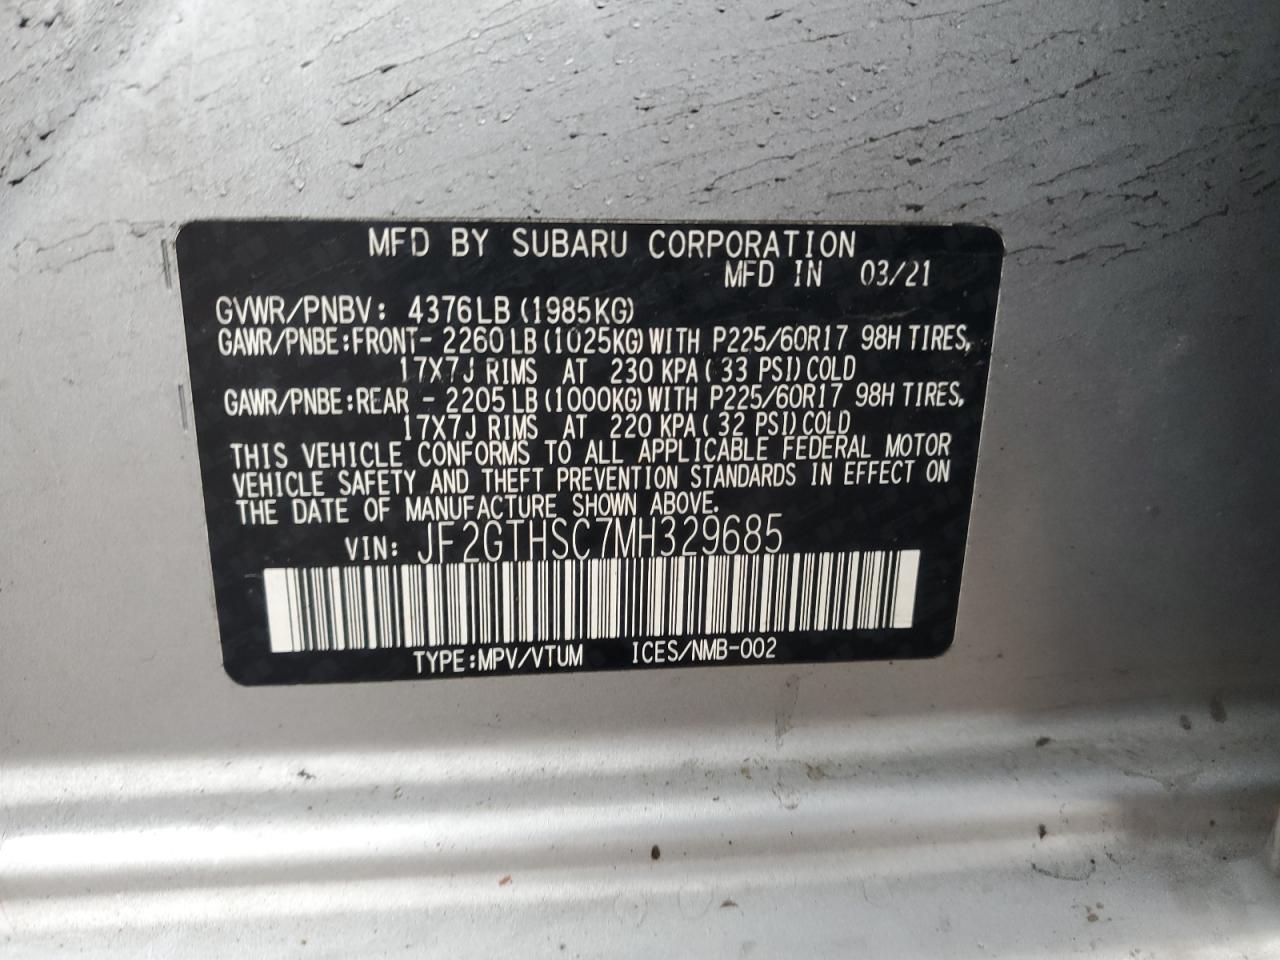 MFD BY SUBARU CORPORATION
MFD IN 03/21
GVWR/PNBV: 4376LB (1985KG)
GAWR/PNBE:FRONT- 2260 LB (1025KG) WITH P225/60R17 98H TIRES,
17X7J RIMS AT 230 KPA ( 33 PSI) COLD
GAWR/PNBE:REAR - 2205 LB (1000KG) WITH P225/60R17 98H TIRES,
17X7J RIMS AT 220 KPA ( 32 PSI) COLD
THIS VEHICLE CONFORMS TO ALL APPLICABLE FEDERAL MOTOR
VEHICLE SAFETY AND THEFT PREVENTION STANDARDS IN EFFECT ON
THE DATE OF MANUFACTURE SHOWN ABOVE.
VIN: JF2GTHSC7MH329685
TYPE:MPV/VTUM ICES/NMB-002